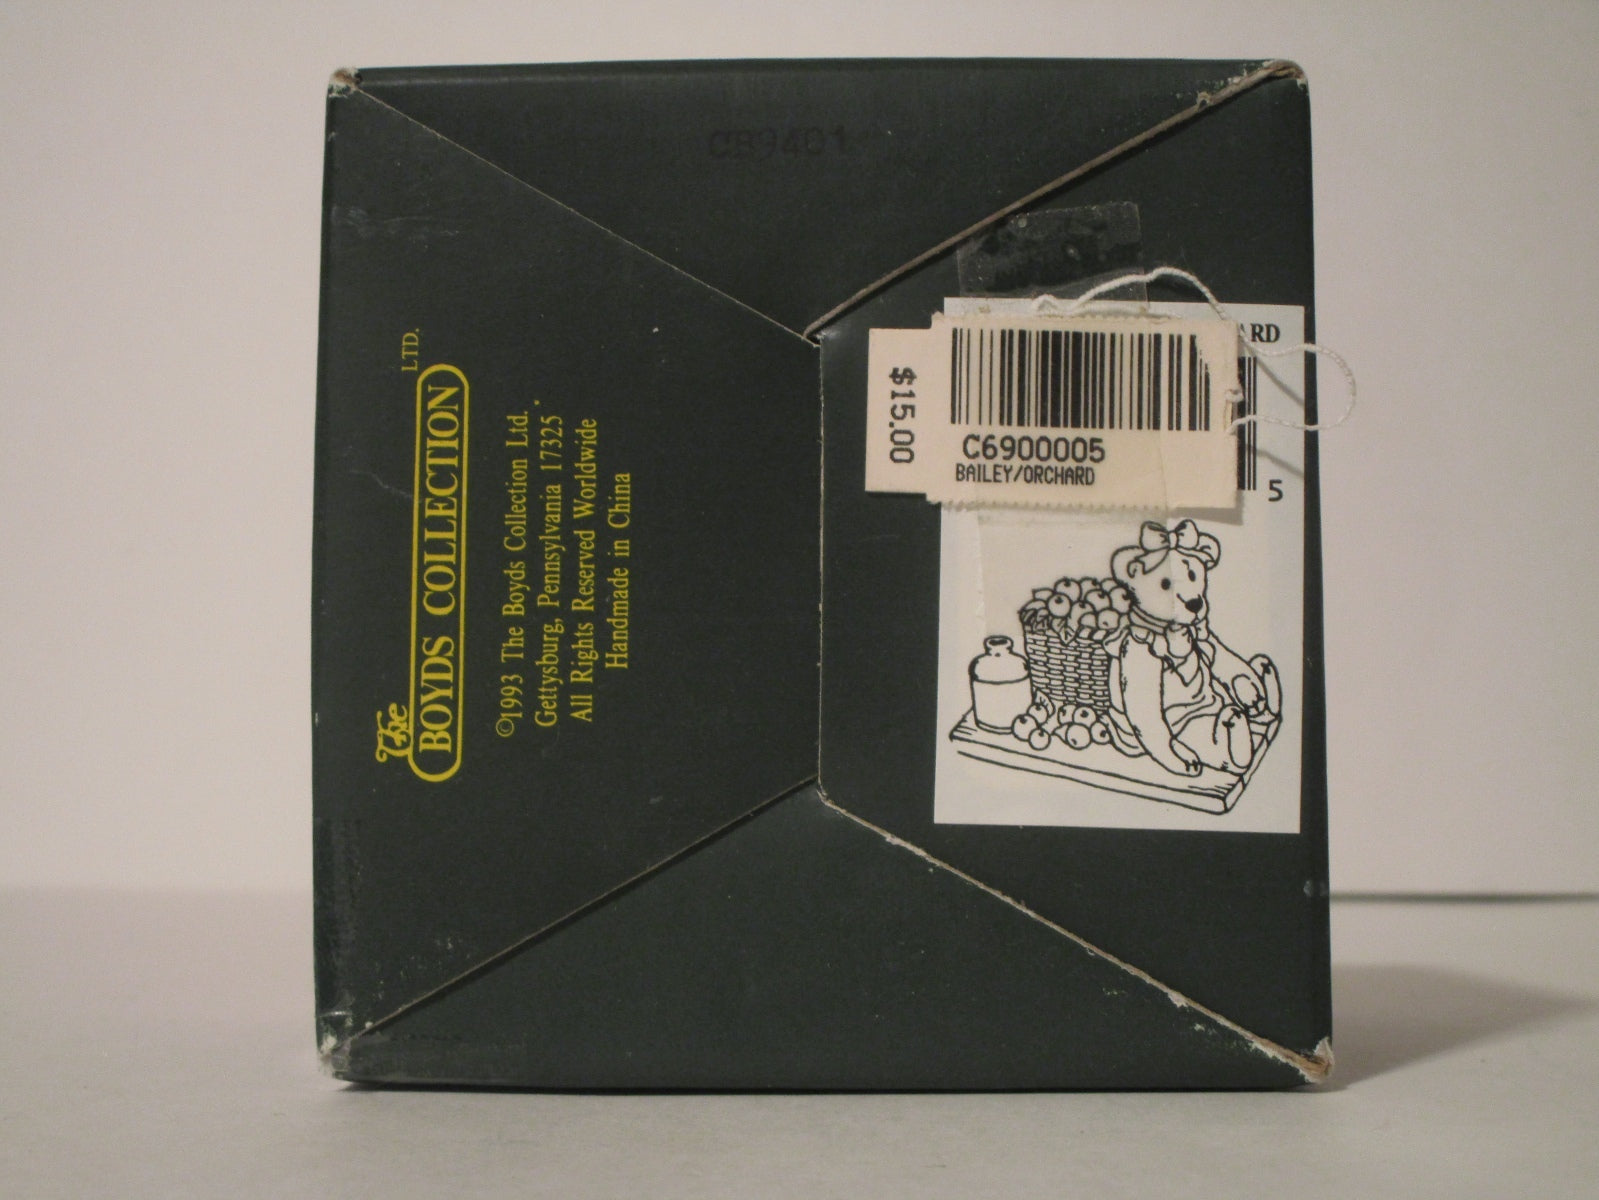 CB9401
The
BOYDS COLLECTION
LTD.
©1993 The Boyds Collection Ltd.
Gettysburg, Pennsylvania 17325
All Rights Reserved Worldwide
Handmade in China
$15.00
C6900005
BAILEY/ORCHARD
ARD
5